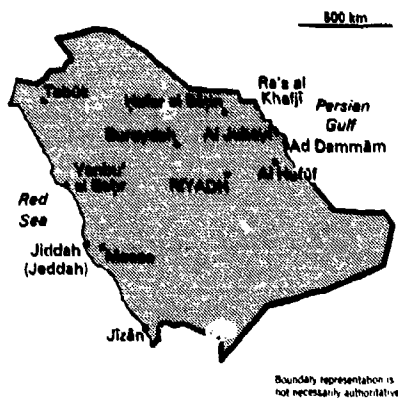 500 km
Ra's al
Khafjī
Persian
Gulf
Tabūk
Hafar al Bāṭin
Buraydah
Al Jubayl
Ad Dammām
Yanbu'
al Baḥr
RIYADH
Al Hufūf
Red
Sea
Jiddah
(Jeddah)
Mecca
Jīzān
Boundary representation is
not necessarily authoritative